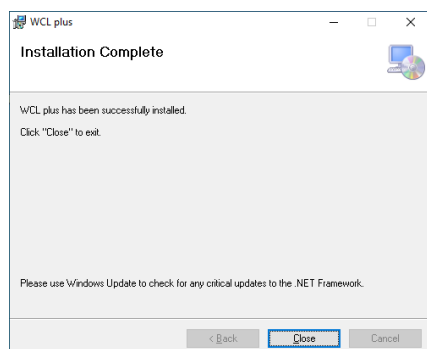 WCL plus
Installation Complete
WCL plus has been successfully installed.
Click "Close" to exit.
Please use Windows Update to check for any critical updates to the .NET Framework.
< Back
Close
Cancel